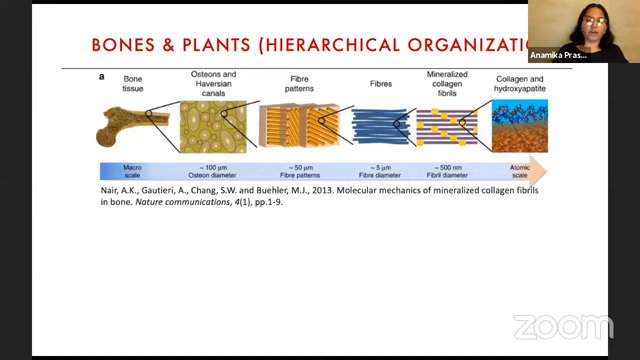 BONES & PLANTS (HIERARCHICAL ORGANIZATIO
Anamika Pras...
a
Bone
tissue
Osteons and
Haversian
canals
Fibre
patterns
Fibres
Mineralized
collagen
fibrils
Collagen and
hydroxyapatite
Macro
scale
~ 100 µm
Osteon diameter
~ 50 µm
Fibre patterns
~ 5 µm
Fibre diameter
~ 500 nm
Fibril diameter
Atomic
scale
Nair, A.K., Gautieri, A., Chang, S.W. and Buehler, M.J., 2013. Molecular mechanics of mineralized collagen fibrils
in bone. Nature communications, 4(1), pp.1-9.
zoom